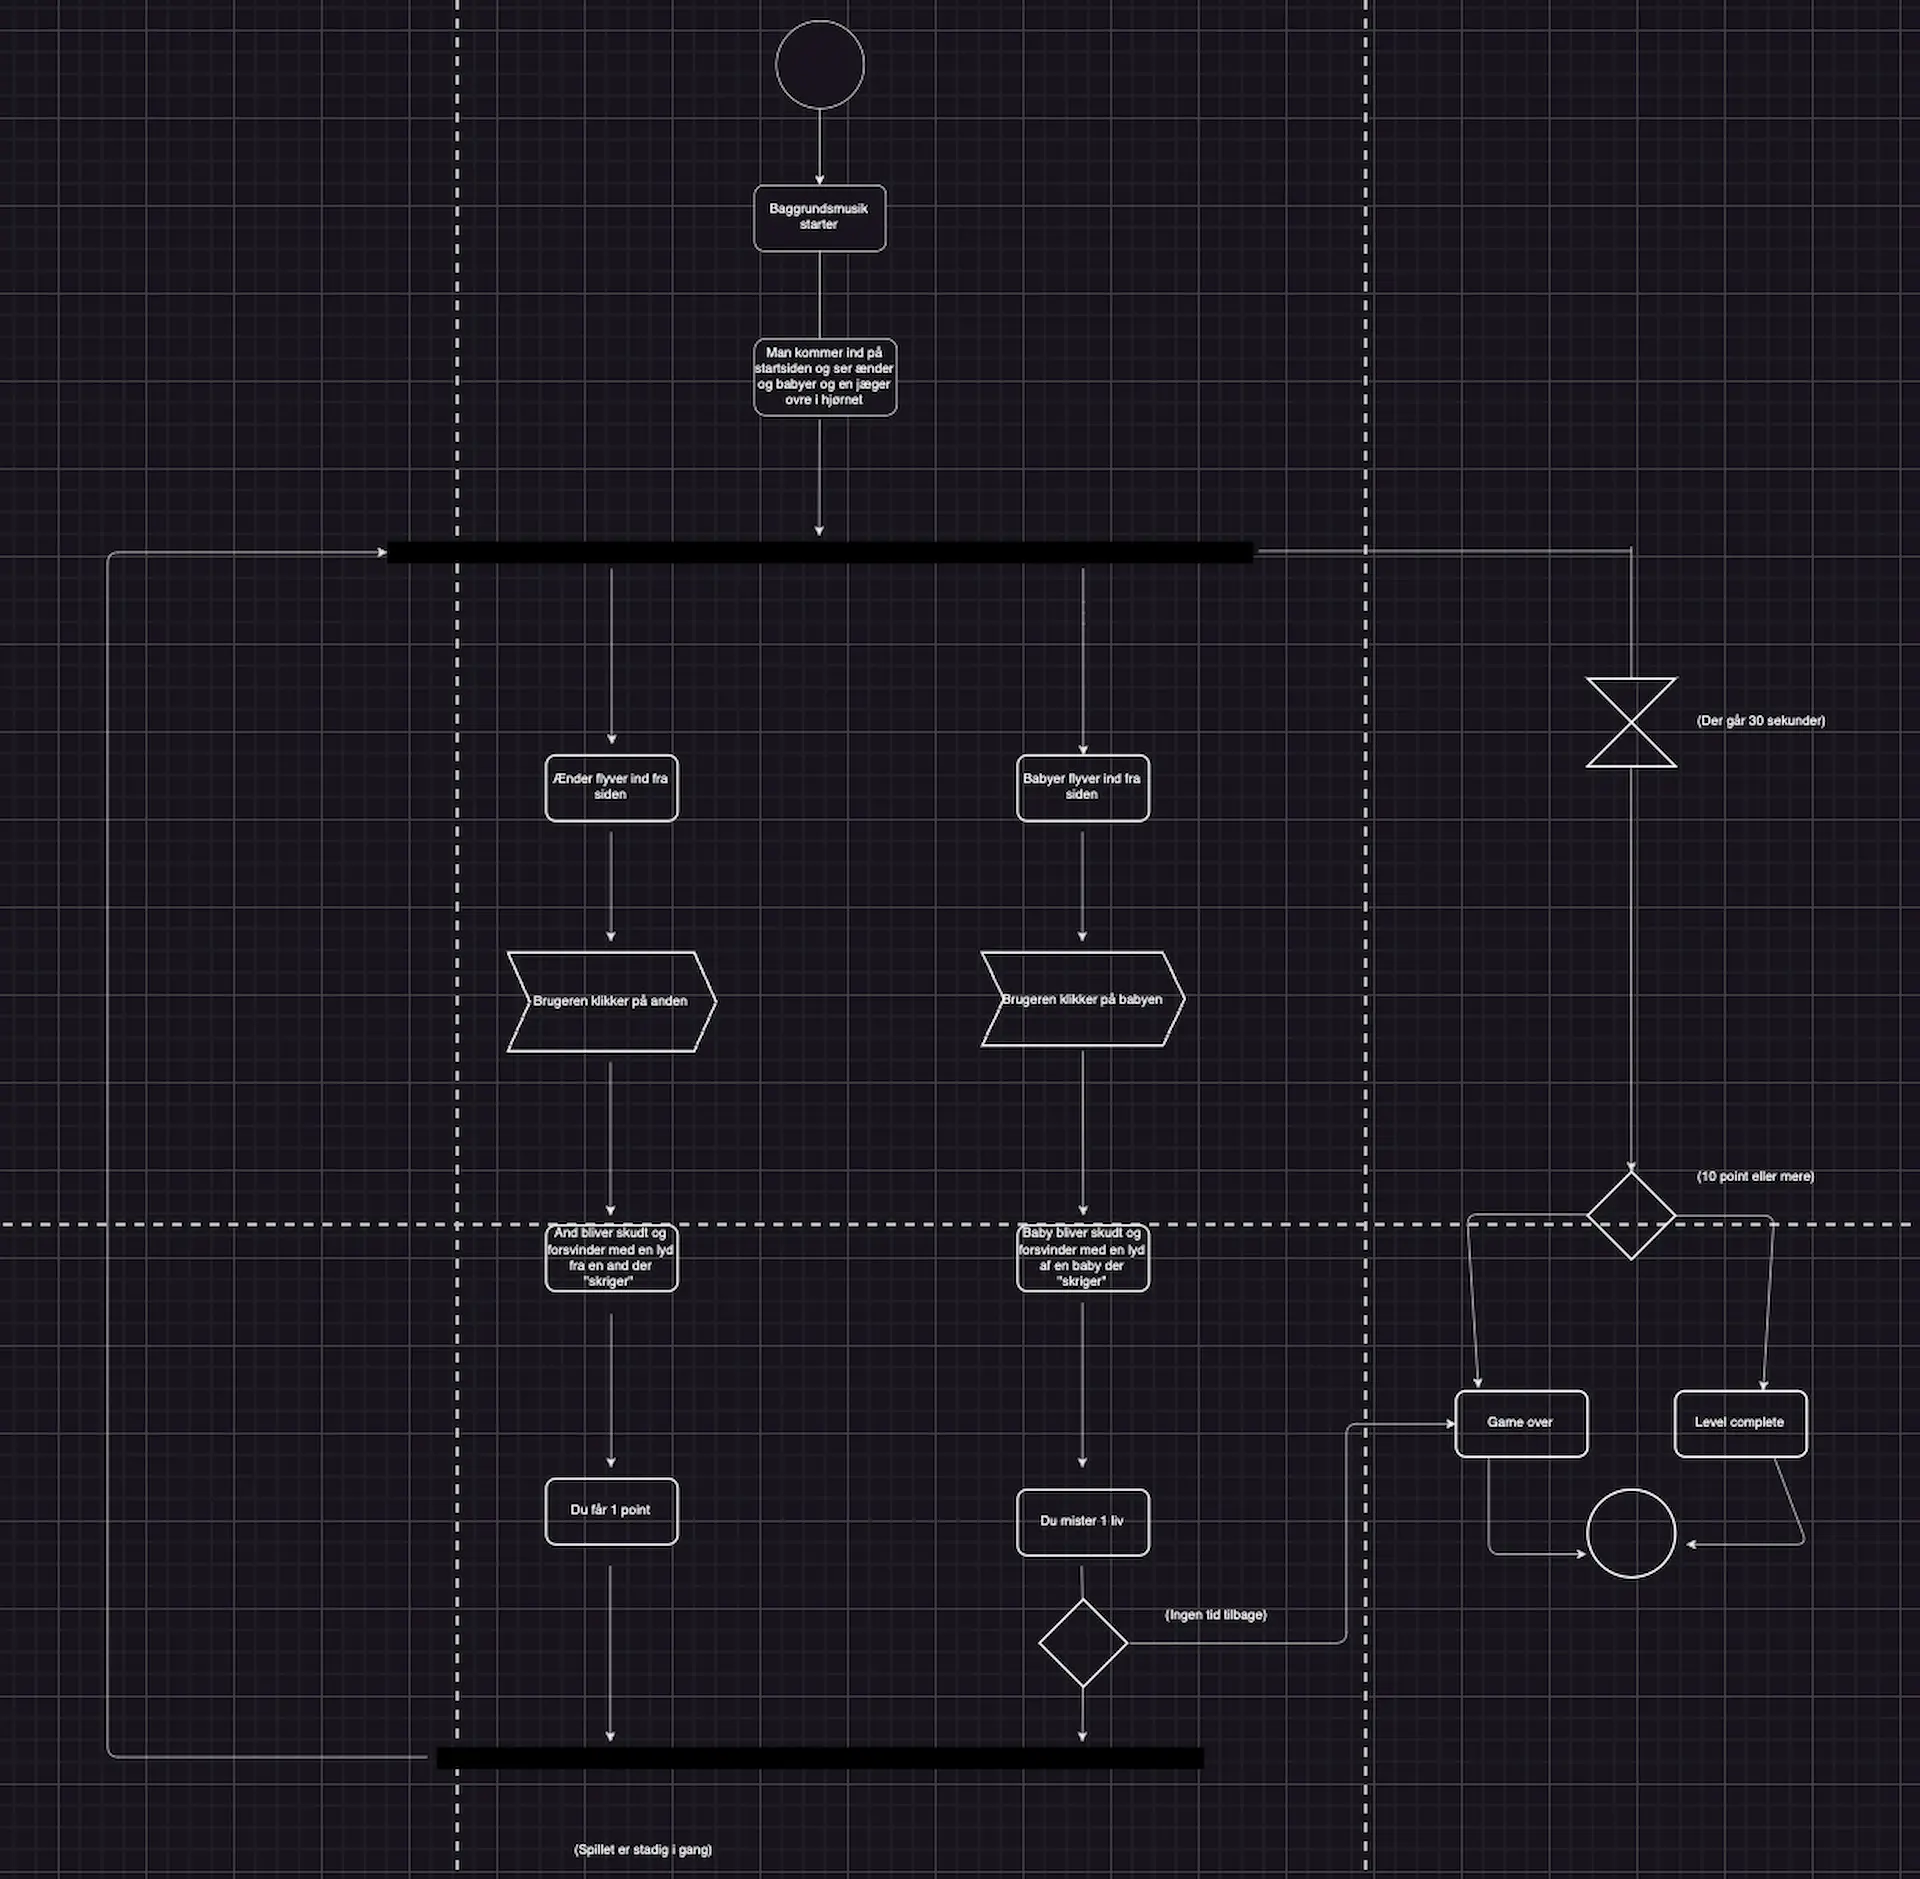 Baggrundsmusik
starter
Man kommer ind på
startsiden og ser ænder
og babyer og en jæger
ovre i hjørnet
(Der går 30 sekunder)
Ænder flyver ind fra
siden
Babyer flyver ind fra
siden
Brugeren klikker på anden
Brugeren klikker på babyen
(10 point eller mere)
And bliver skudt og
forsvinder med en lyd
fra en and der
"skriger"
Baby bliver skudt og
forsvinder med en lyd
af en baby der
"skriger"
Game over
Level complete
Du får 1 point
Du mister 1 liv
(Ingen tid tilbage)
(Spillet er stadig i gang)